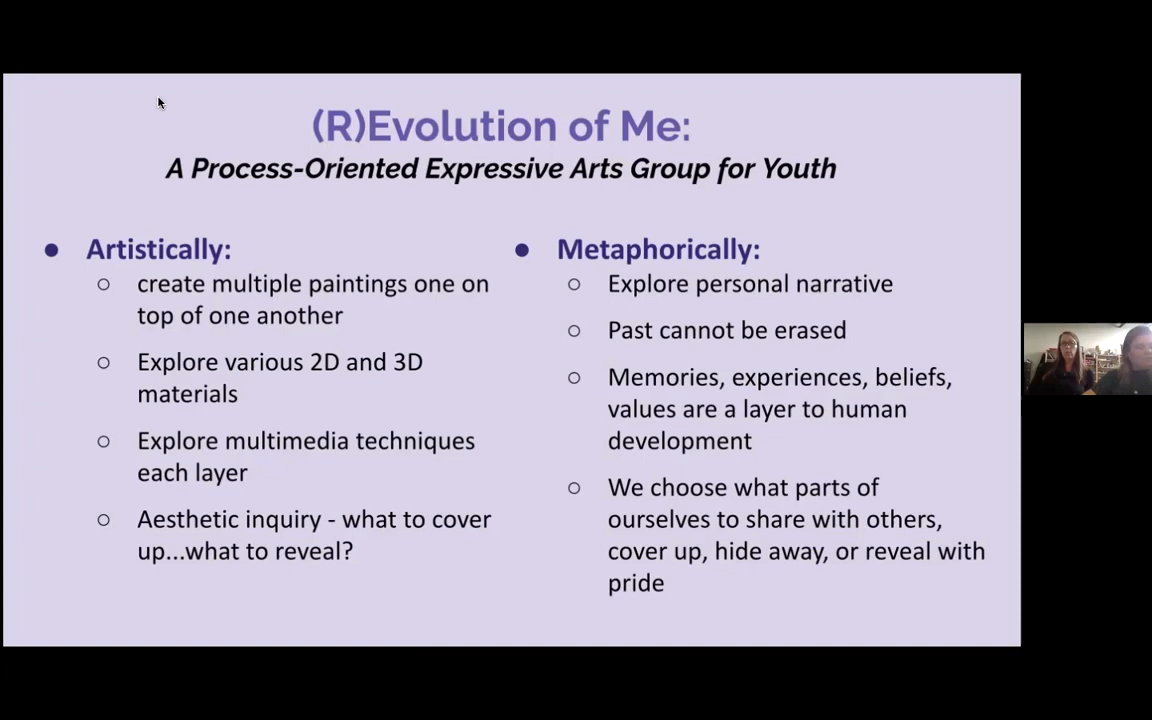 (R)Evolution of Me:
A Process-Oriented Expressive Arts Group for Youth
● Artistically:
○ create multiple paintings one on
top of one another
○ Explore various 2D and 3D
materials
○ Explore multimedia techniques
each layer
○ Aesthetic inquiry - what to cover
up...what to reveal?
● Metaphorically:
○ Explore personal narrative
○ Past cannot be erased
○ Memories, experiences, beliefs,
values are a layer to human
development
○ We choose what parts of
ourselves to share with others,
cover up, hide away, or reveal with
pride